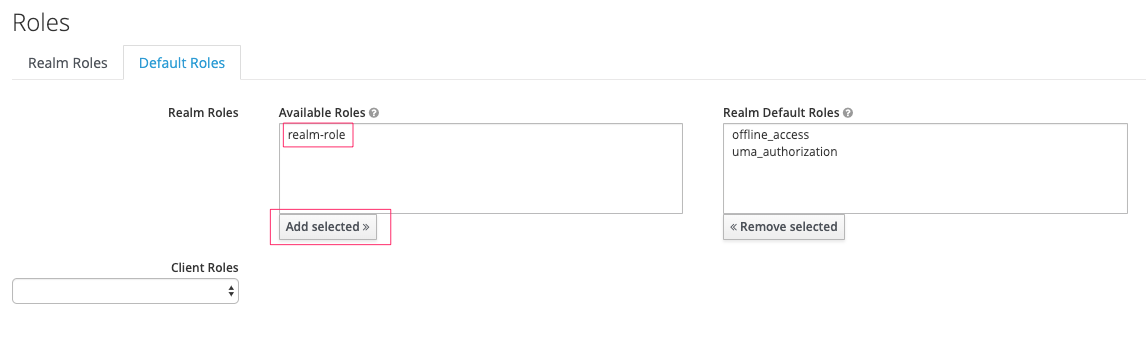 Roles
Realm Roles Default Roles
Realm Roles Available Roles ? Realm Default Roles ?
realm-role offline_access
uma_authorization
Add selected » « Remove selected
Client Roles